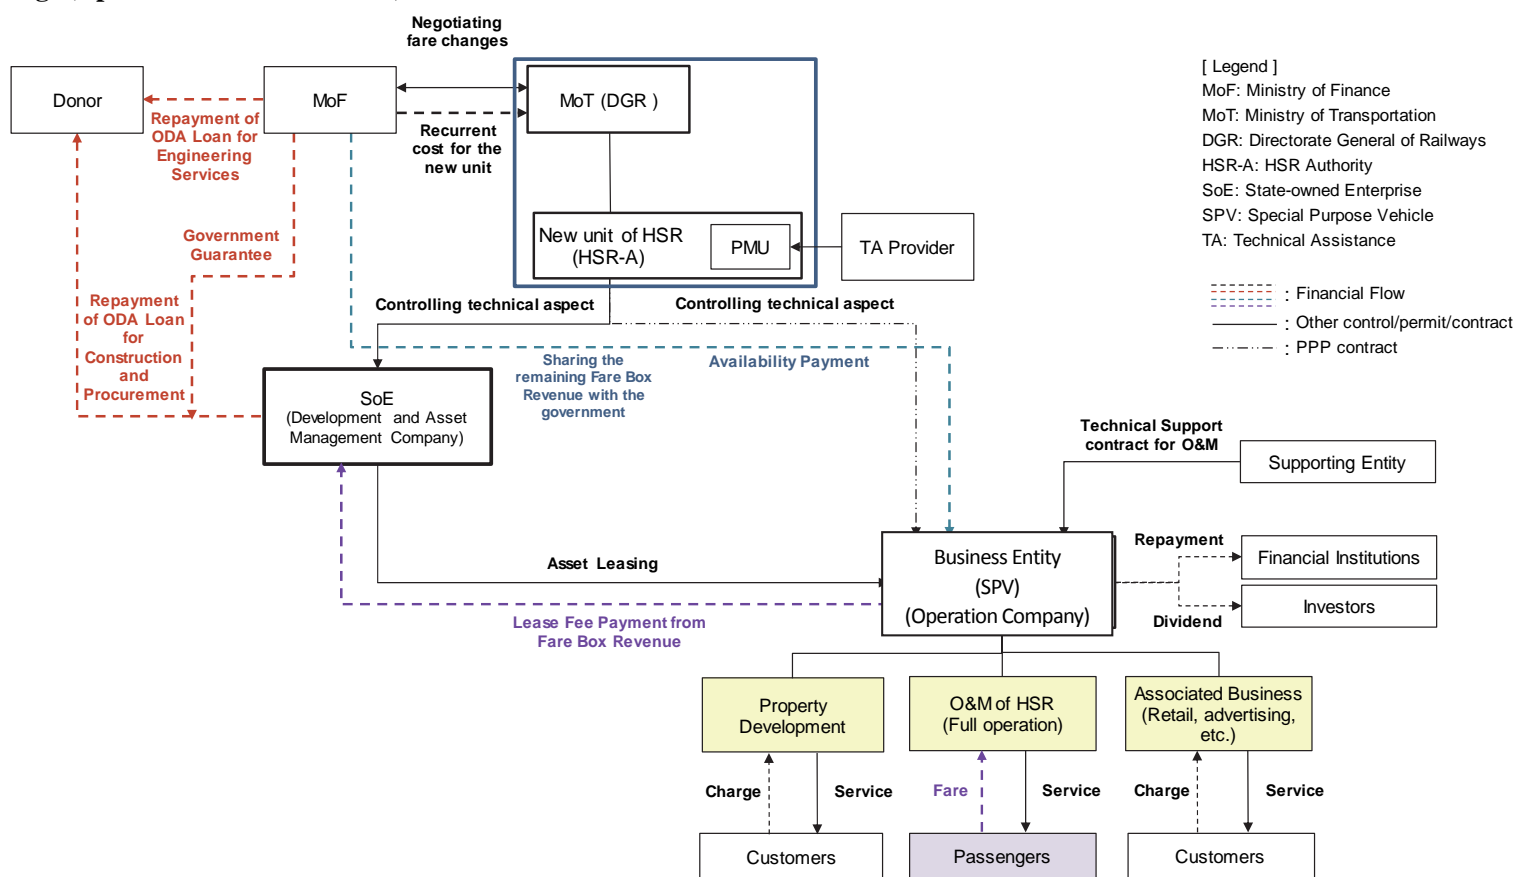 Negotiating
fare changes
Donor
MoF
MoT (DGR )
Repayment of
ODA Loan for
Engineering
Services
Recurrent
cost for the
new unit
Government
Guarantee
New unit of HSR
(HSR-A)
PMU
TA Provider
[ Legend ]
MoF: Ministry of Finance
MoT: Ministry of Transportation
DGR: Directorate General of Railways
HSR-A: HSR Authority
SoE: State-owned Enterprise
SPV: Special Purpose Vehicle
TA: Technical Assistance
: Financial Flow
: Other control/permit/contract
: PPP contract
Repayment
of ODA Loan
for
Construction
and
Procurement
Controlling technical aspect
Controlling technical aspect
Sharing the
remaining Fare Box
Revenue with the
government
Availability Payment
SoE
(Development and Asset
Management Company)
Technical Support
contract for O&M
Supporting Entity
Asset Leasing
Lease Fee Payment from
Fare Box Revenue
Business Entity
(SPV)
(Operation Company)
Repayment
Financial Institutions
Dividend
Investors
Property
Development
O&M of HSR
(Full operation)
Associated Business
(Retail, advertising,
etc.)
Charge
Service
Fare
Service
Charge
Service
Customers
Passengers
Customers